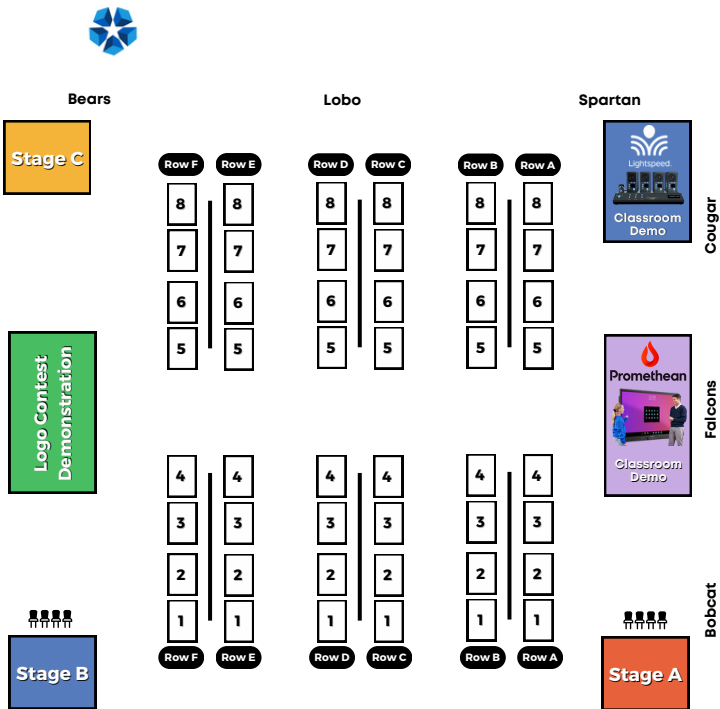 Bears Lobo Spartan
Stage C
Row F Row E Row D Row C Row B Row A
Lightspeed
Classroom
Demo
Cougar
8 8 8 8 8 8
7 7 7 7 7 7
6 6 6 6 6 6
5 5 5 5 5 5
Logo Contest
Demonstration
Promethean
Classroom
Demo
Falcons
4 4 4 4 4 4
3 3 3 3 3 3
2 2 2 2 2 2
1 1 1 1 1 1
Bobcat
Row F Row E Row D Row C Row B Row A
Stage B
Stage A